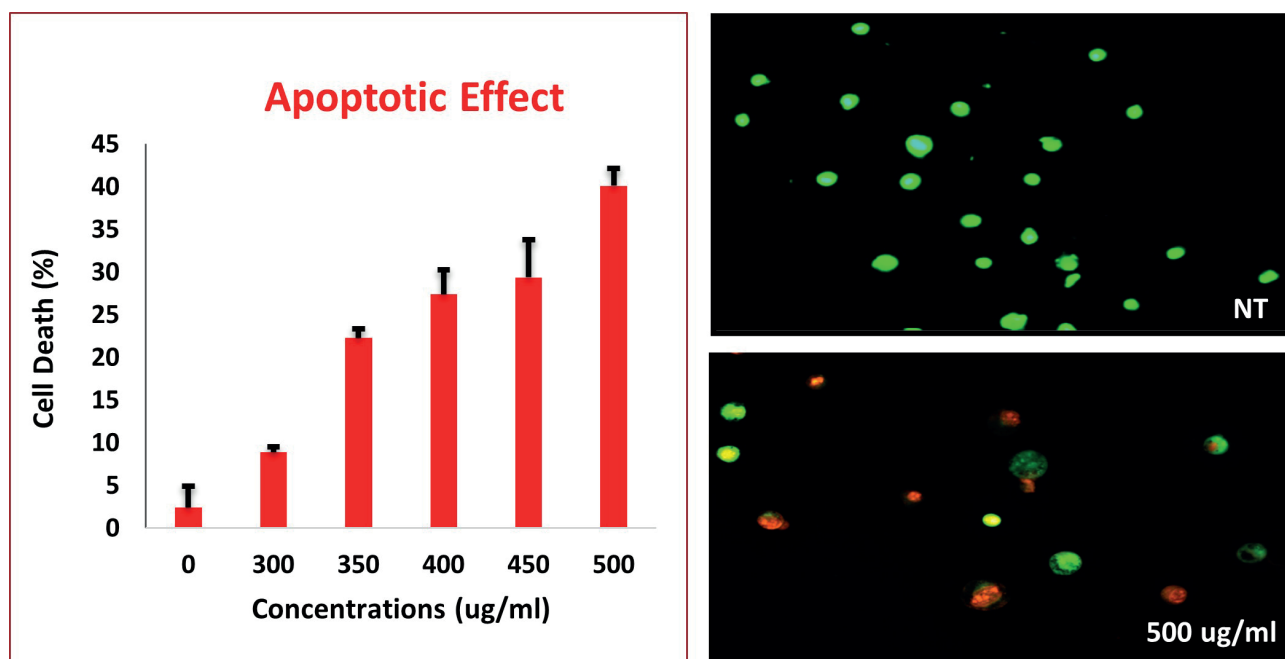 Apoptotic Effect
45
40
35
30
25
20
15
10
5
0
Cell Death (%)
0 300 350 400 450 500
Concentrations (ug/ml)
NT
500 ug/ml